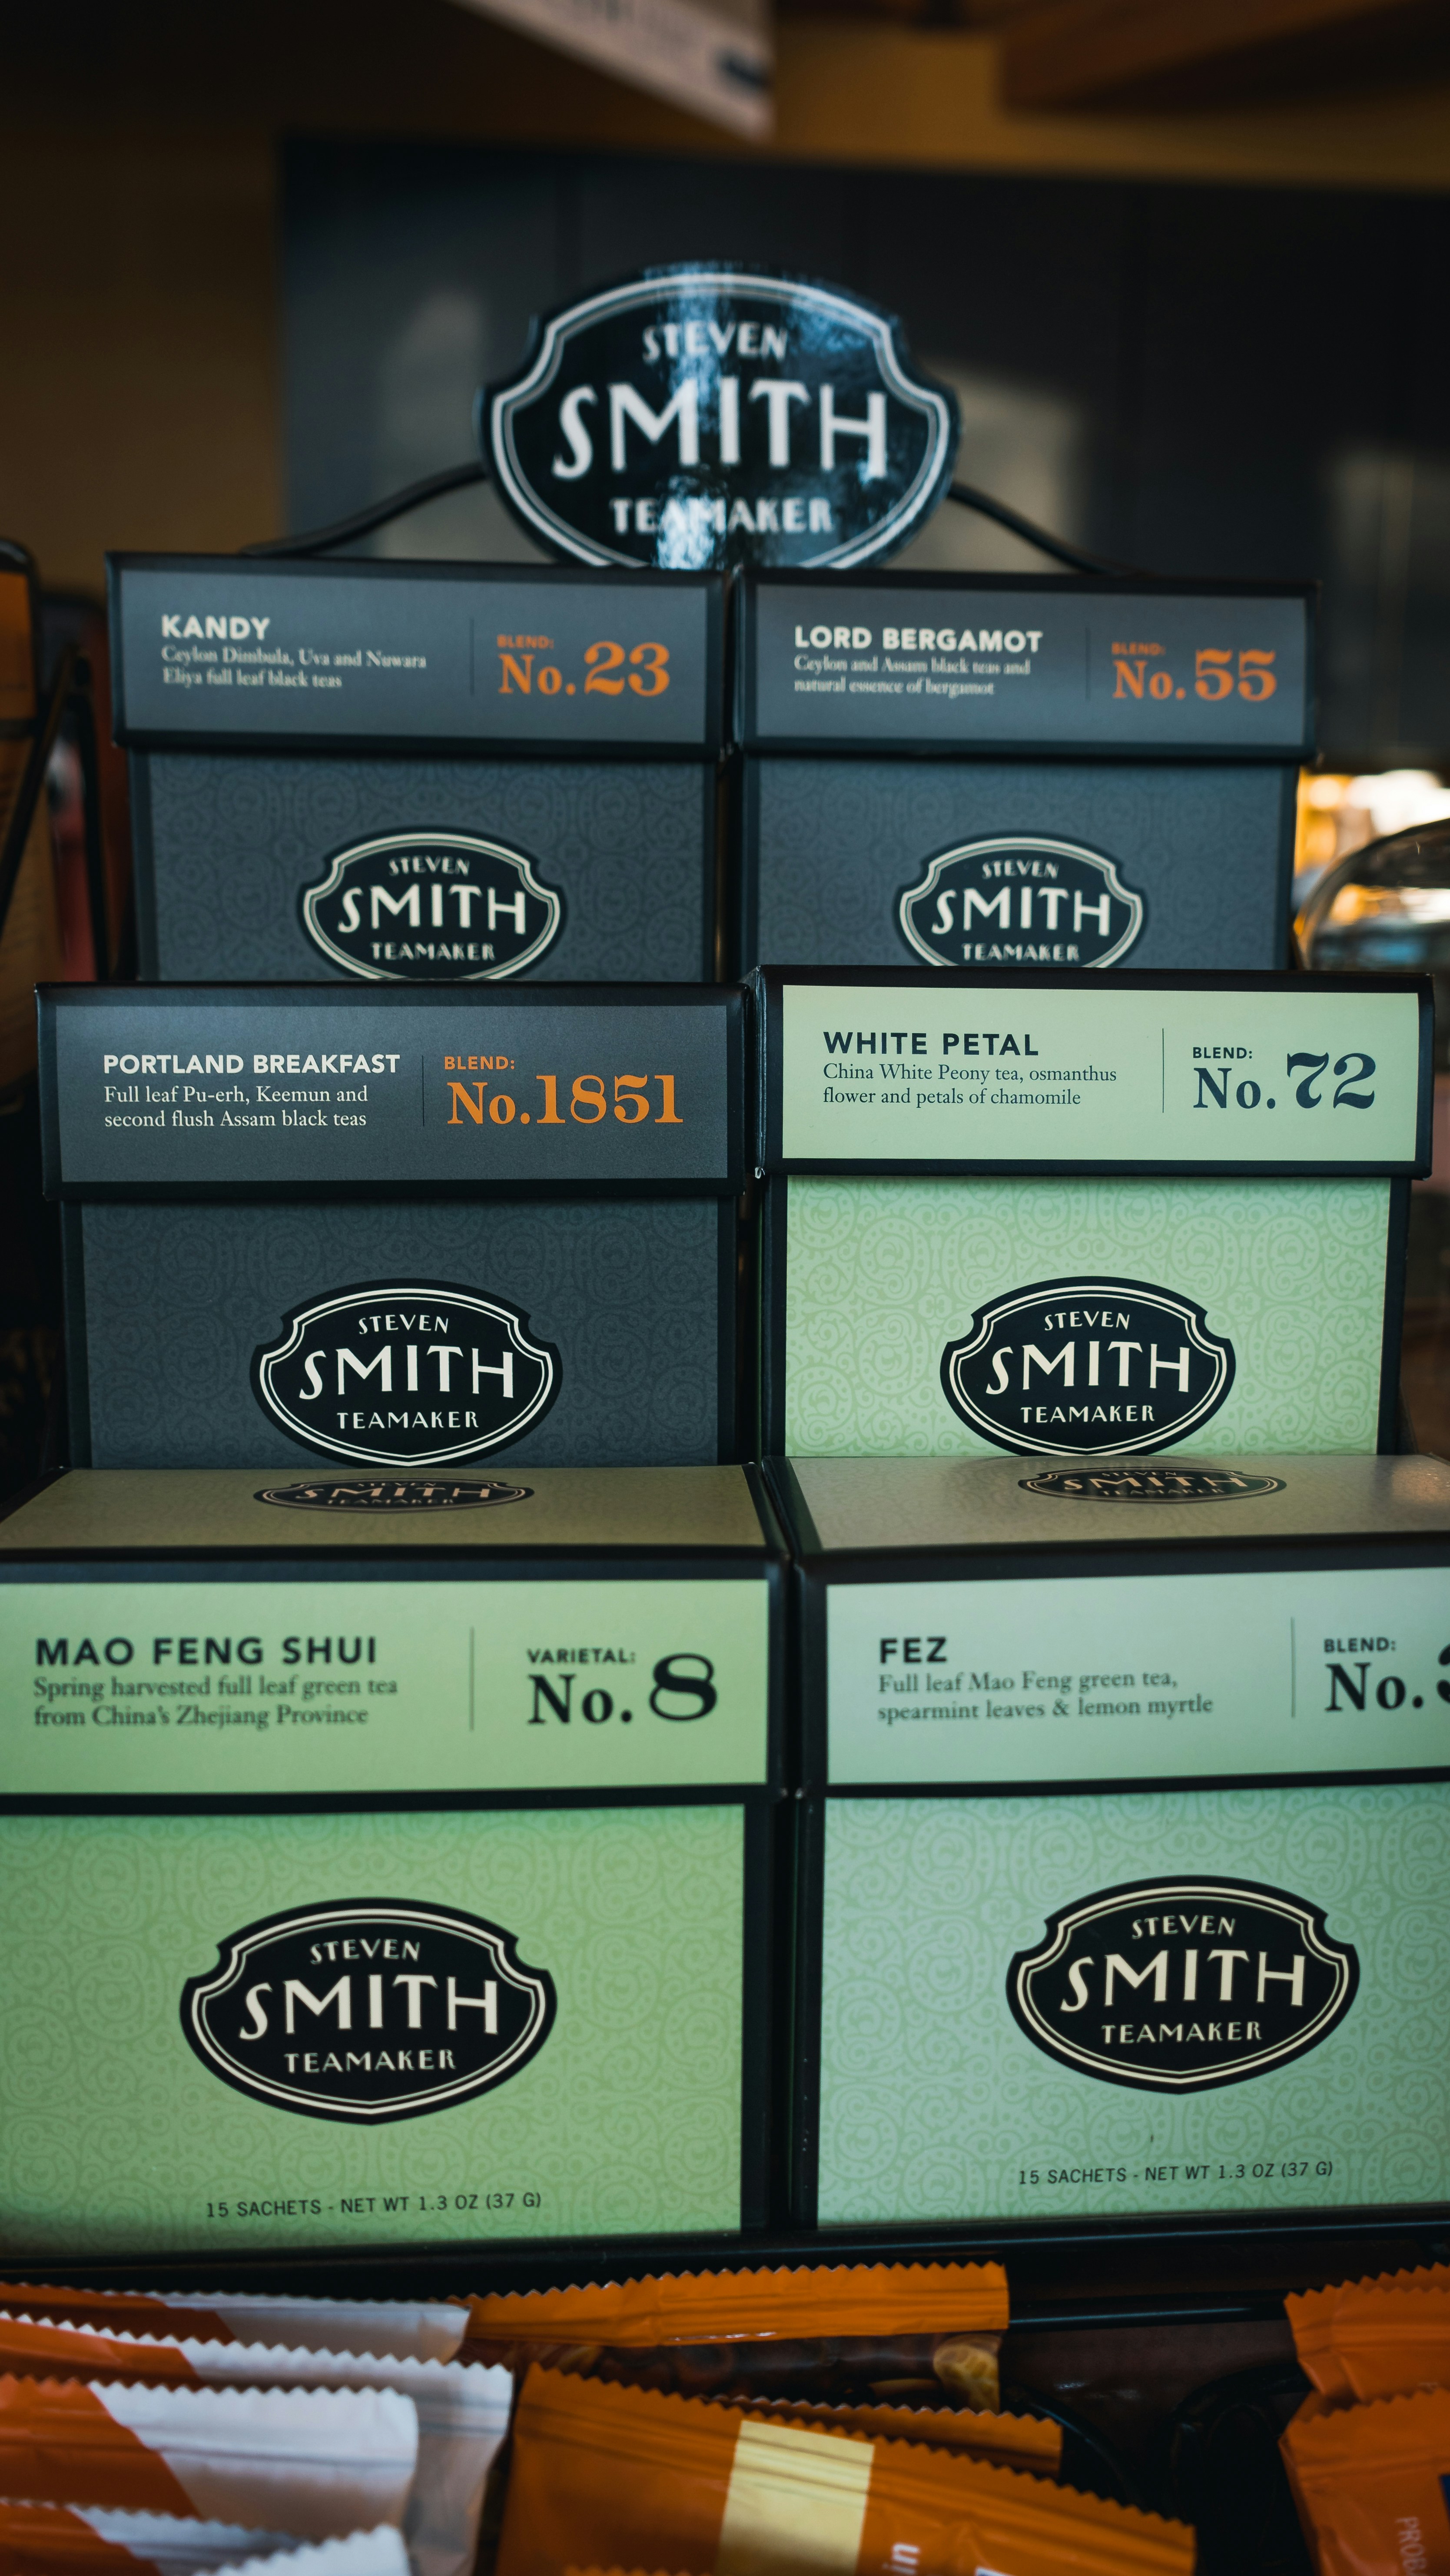 STEVEN
SMITH
TEAMAKER
KANDY
Ceylon Dimbula, Uva and Nuwara
Eliya full leaf black teas
BLEND:
No.23
LORD BERGAMOT
Ceylon and Assam black teas and
natural essence of bergamot
BLEND:
No.55
STEVEN
SMITH
TEAMAKER
STEVEN
SMITH
TEAMAKER
PORTLAND BREAKFAST
Full leaf Pu-erh, Keemun and
second flush Assam black teas
BLEND:
No.1851
WHITE PETAL
China White Peony tea, osmanthus
flower and petals of chamomile
BLEND:
No.72
STEVEN
SMITH
TEAMAKER
STEVEN
SMITH
TEAMAKER
STEVEN
SMITH
TEAMAKER
STEVEN
SMITH
TEAMAKER
MAO FENG SHUI
Spring harvested full leaf green tea
from China's Zhejiang Province
VARIETAL:
No.8
FEZ
Full leaf Mao Feng green tea,
spearmint leaves & lemon myrtle
BLEND:
No.
STEVEN
SMITH
TEAMAKER
15 SACHETS - NET WT 1.3 OZ (37 G)
STEVEN
SMITH
TEAMAKER
15 SACHETS - NET WT 1.3 OZ (37 G)